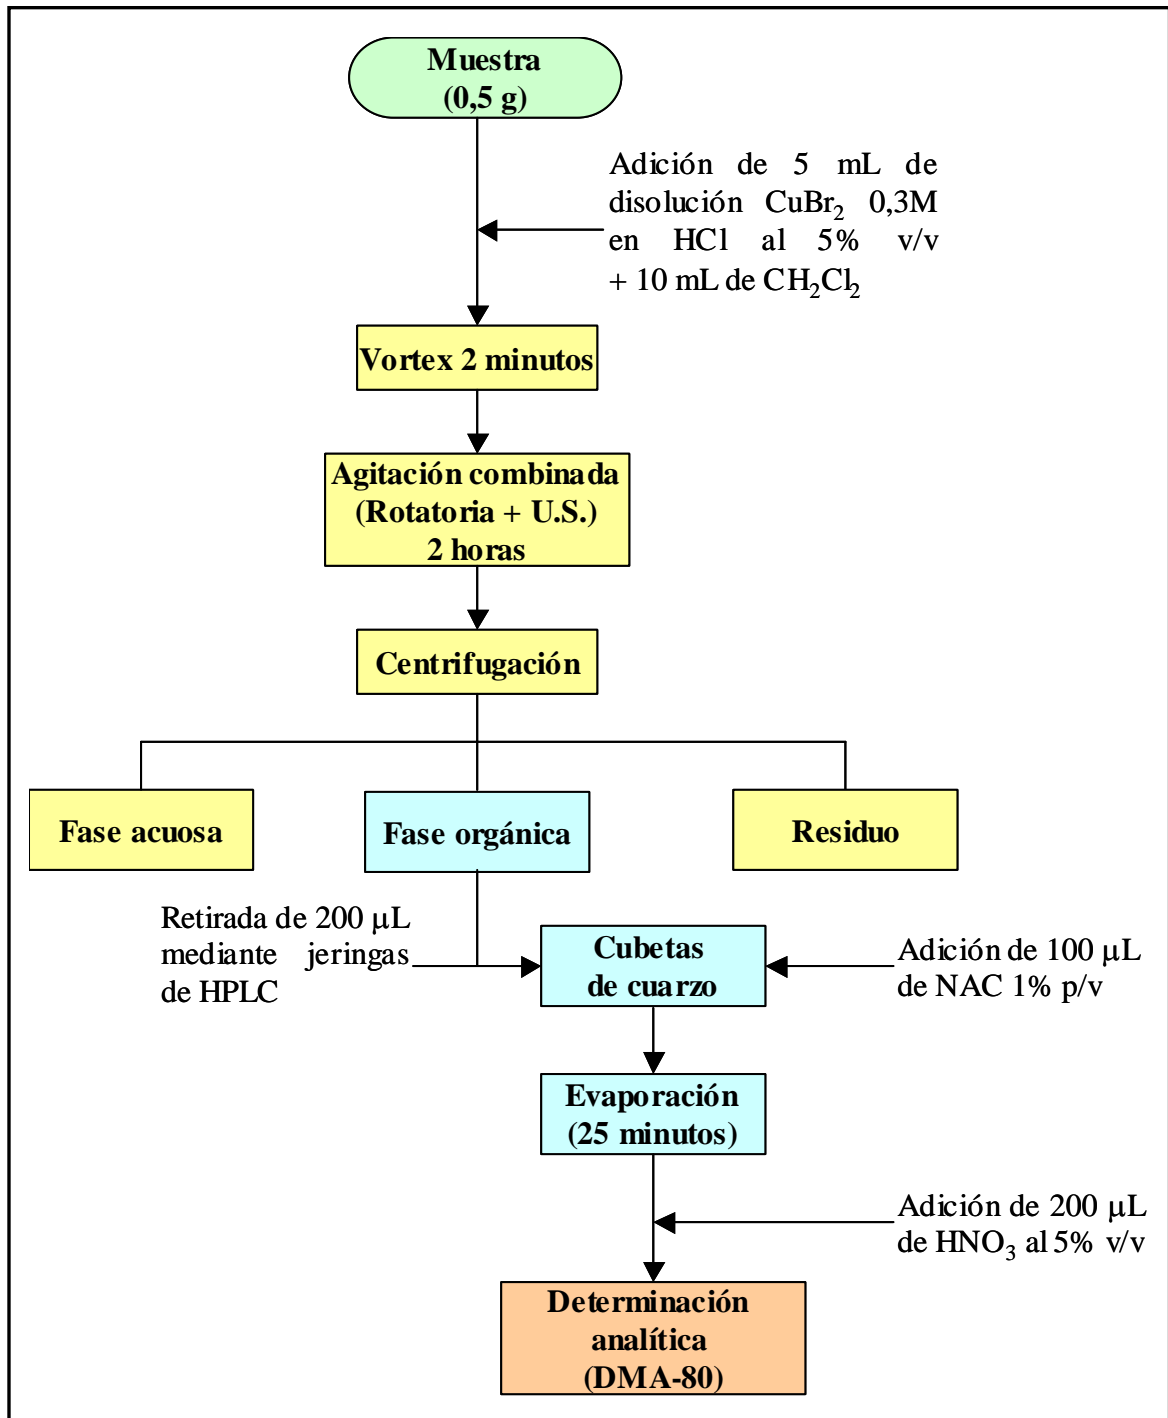 Muestra
(0,5 g)
Adición de 5 mL de
disolución CuBr₂ 0,3M
en HCl al 5% v/v
+ 10 mL de CH₂Cl₂
Vortex 2 minutos
Agitación combinada
(Rotatoria + U.S.)
2 horas
Centrifugación
Fase acuosa
Fase orgánica
Residuo
Retirada de 200 µL
mediante jeringas
de HPLC
Cubetas
de cuarzo
Adición de 100 µL
de NAC 1% p/v
Evaporación
(25 minutos)
Adición de 200 µL
de HNO₃ al 5% v/v
Determinación
analítica
(DMA-80)